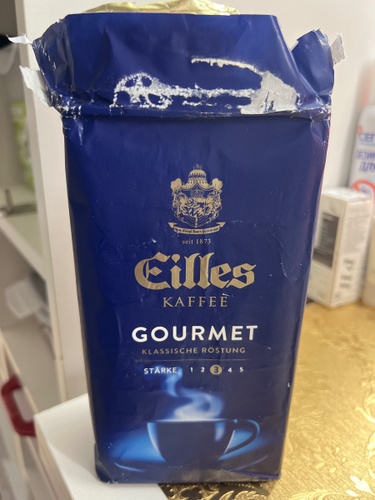 seit 1873
Eilles
KAFFEE
GOURMET
KLASSISCHE RÖSTUNG
STÄRKE 1 2 3 4 5